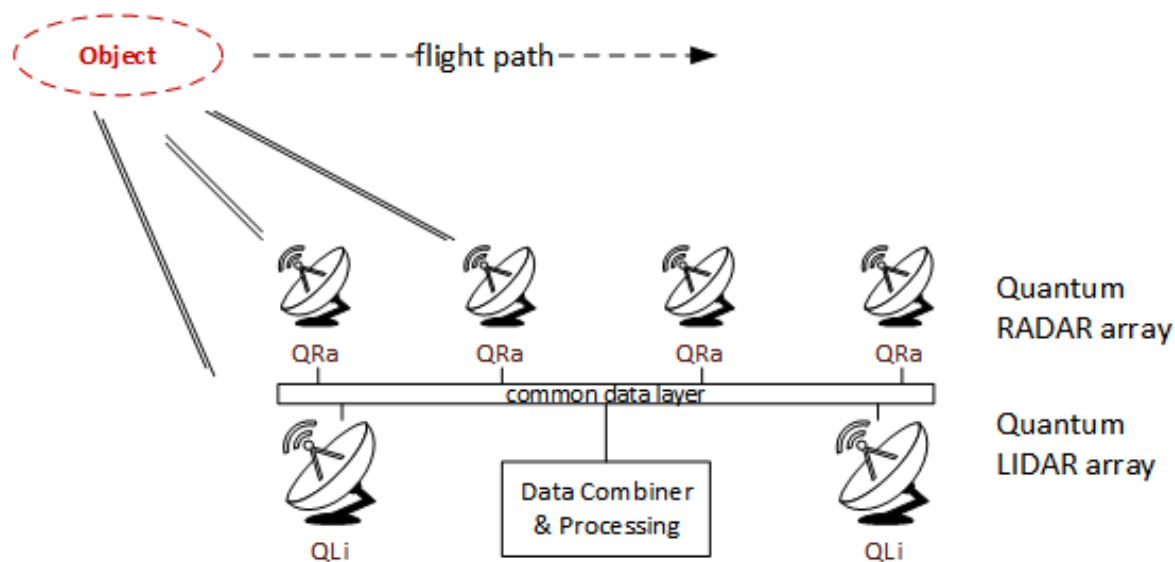 Object
flight path
QRa
QRa
QRa
QRa
Quantum
RADAR array
common data layer
Quantum
LIDAR array
Data Combiner
& Processing
QLi
QLi